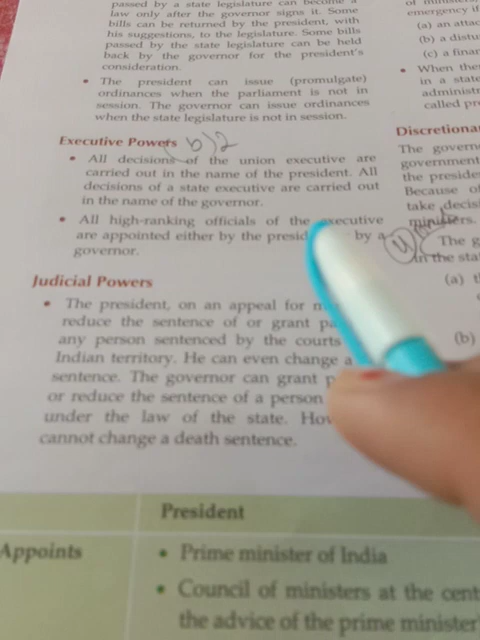 passed by a state legislature can become a
law only after the governor signs it. Some
bills can be returned by the president, with
his suggestions, to the legislature. Some bills
passed by the state legislature can be held
back by the governor for the president's
consideration.
• The president can issue (promulgate)
ordinances when the parliament is not in
session. The governor can issue ordinances
when the state legislature is not in session.
Executive Powers b)2
• All decisions of the union executive are
carried out in the name of the president. All
decisions of a state executive are carried out
in the name of the governor.
• All high-ranking officials of the executive
are appointed either by the presid by a
governor.
Judicial Powers
• The president, on an appeal for
reduce the sentence of or grant
any person sentenced by the courts
Indian territory. He can even change a
sentence. The governor can grant
or reduce the sentence of a person
under the law of the state.
cannot change a death sentence.
President
Appoints
• Prime minister of India
• Council of ministers at the cent
the advice of the prime minister
emergency if
(a) an attac
(b) a distu
(c) a finan
• When the
in a state
administr
called pr
Discretiona
The govern
government
the preside
Because of
take decis
ministers.
The g
in the sta
(a)
(b)